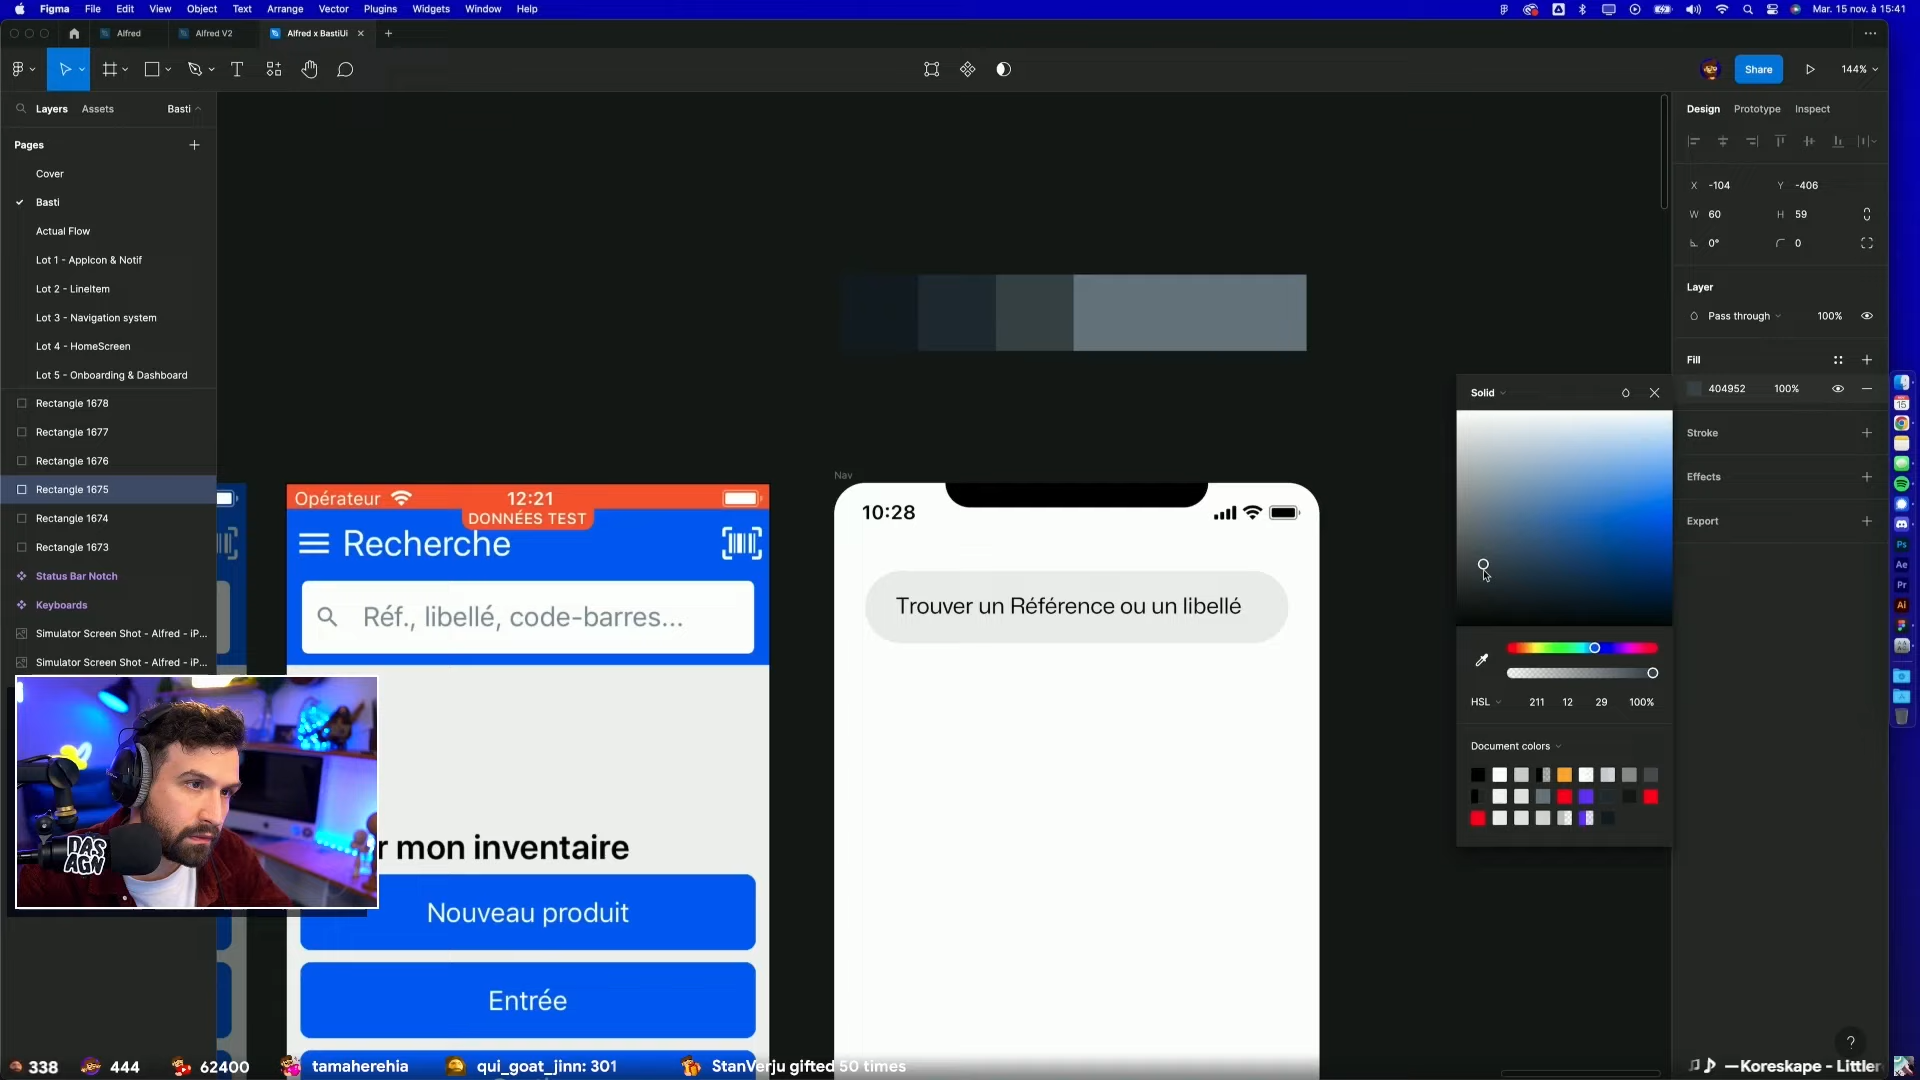 Figma File Edit View Object Text Arrange Vector Plugins Widgets Window Help
Mar. 15 nov. à 15:41
Alfred
Alfred V2
Alfred x BastiUi
Share
144%
Layers Assets Basti
Pages
Cover
Basti
Actual Flow
Lot 1 - AppIcon & Notif
Lot 2 - LineItem
Lot 3 - Navigation system
Lot 4 - HomeScreen
Lot 5 - Onboarding & Dashboard
Rectangle 1678
Rectangle 1677
Rectangle 1676
Rectangle 1675
Rectangle 1674
Rectangle 1673
Status Bar Notch
Keyboards
Simulator Screen Shot - Alfred - iP...
Simulator Screen Shot - Alfred - iP...
DAS
AGN
Opérateur 12:21
DONNÉES TEST
Recherche
Réf., libellé, code-barres...
r mon inventaire
Nouveau produit
Entrée
Nav
10:28
Trouver un Référence ou un libellé
Solid
HSL 211 12 29 100%
Document colors
Design Prototype Inspect
X -104 Y -406
W 60 H 59
0° 0
Layer
Pass through 100%
Fill
404952 100%
Stroke
Effects
Export
15
Ps
Ae
Pr
Ai
?
338 444 62400 tamaherehia qui_goat_jinn: 301 StanVerju gifted 50 times
—Koreskape - Littler